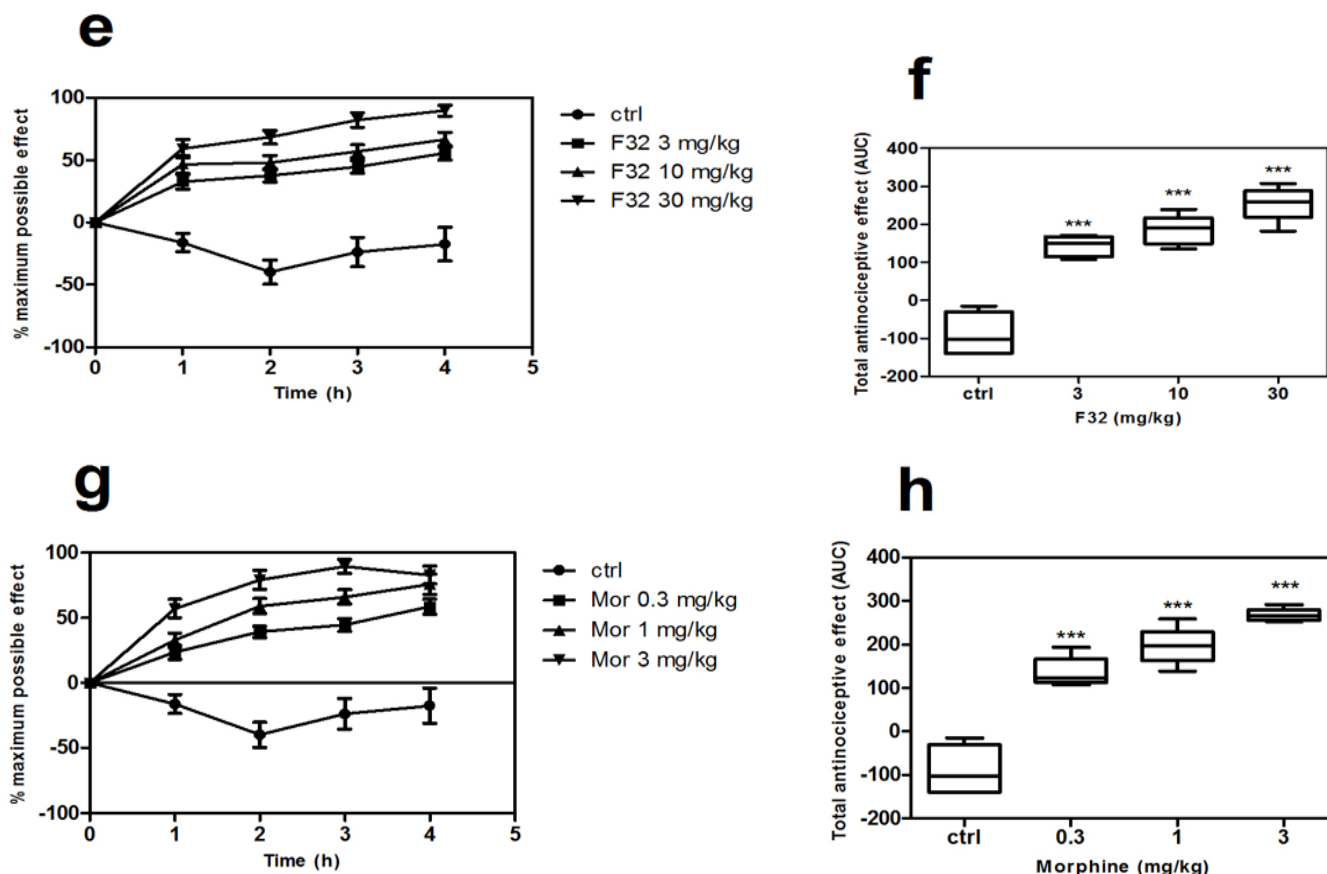 e
% maximum possible effect
100
50
0
-50
-100
0 1 2 3 4 5
Time (h)
ctrl
F32 3 mg/kg
F32 10 mg/kg
F32 30 mg/kg
f
Total antinociceptive effect (AUC)
400
300
200
100
0
-100
-200
***
***
***
ctrl 3 10 30
F32 (mg/kg)
g
% maximum possible effect
100
50
0
-50
-100
0 1 2 3 4 5
Time (h)
ctrl
Mor 0.3 mg/kg
Mor 1 mg/kg
Mor 3 mg/kg
h
Total antinociceptive effect (AUC)
400
300
200
100
0
-100
-200
***
***
***
ctrl 0.3 1 3
Morphine (mg/kg)